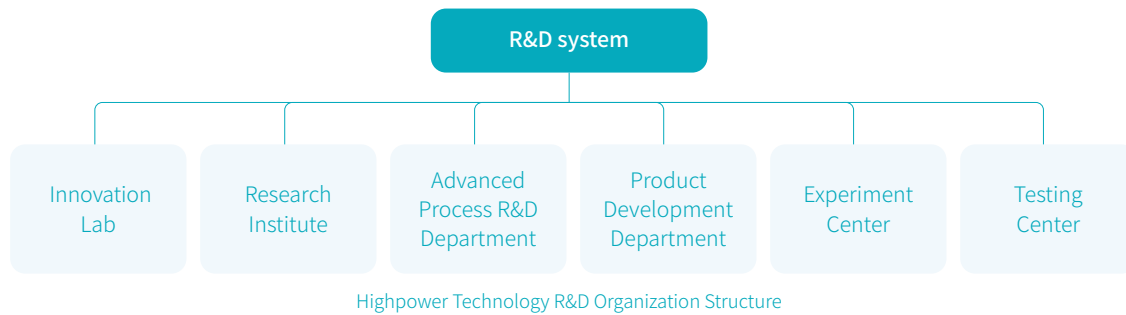 R&D system
Innovation
Lab
Research
Institute
Advanced
Process R&D
Department
Product
Development
Department
Experiment
Center
Testing
Center
Highpower Technology R&D Organization Structure